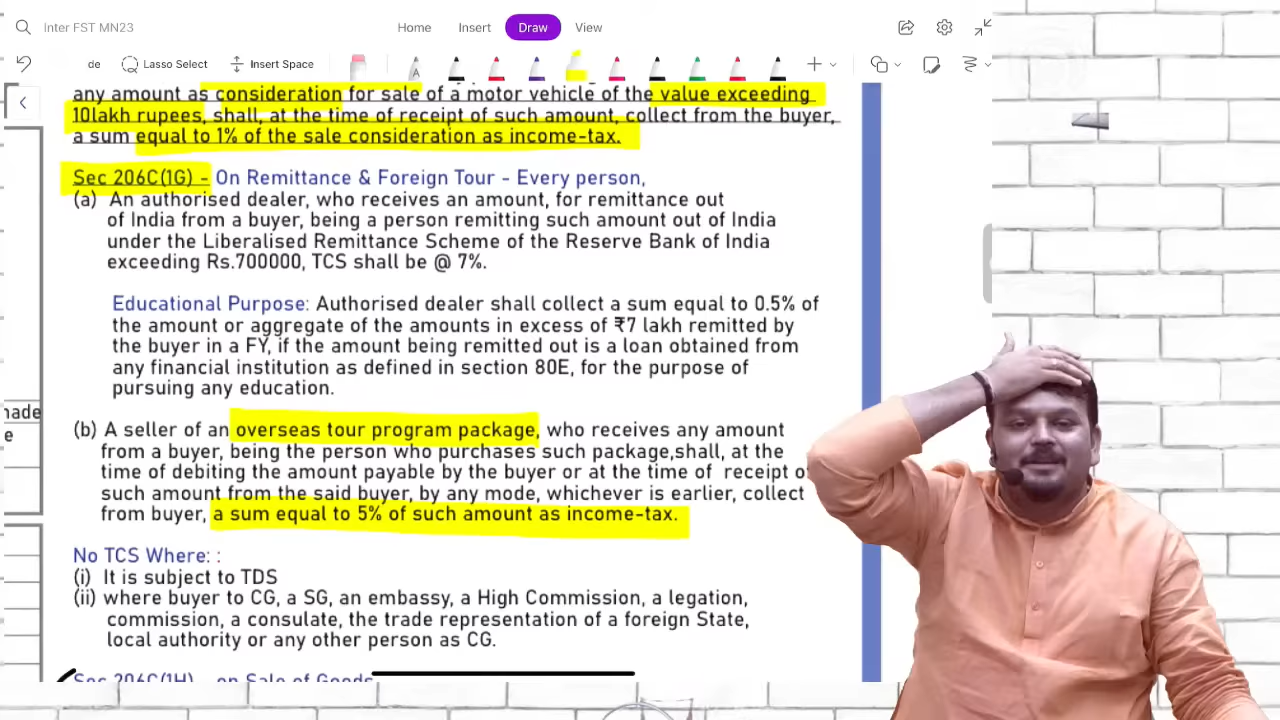 Inter FST MN23
Home Insert Draw View
de Lasso Select Insert Space
A
any amount as consideration for sale of a motor vehicle of the value exceeding
10lakh rupees, shall, at the time of receipt of such amount, collect from the buyer,
a sum equal to 1% of the sale consideration as income-tax.
Sec 206C(1G) - On Remittance & Foreign Tour - Every person,
(a) An authorised dealer, who receives an amount, for remittance out
of India from a buyer, being a person remitting such amount out of India
under the Liberalised Remittance Scheme of the Reserve Bank of India
exceeding Rs.700000, TCS shall be @ 7%.
Educational Purpose: Authorised dealer shall collect a sum equal to 0.5% of
the amount or aggregate of the amounts in excess of ₹7 lakh remitted by
the buyer in a FY, if the amount being remitted out is a loan obtained from
any financial institution as defined in section 80E, for the purpose of
pursuing any education.
(b) A seller of an overseas tour program package, who receives any amount
from a buyer, being the person who purchases such package,shall, at the
time of debiting the amount payable by the buyer or at the time of receipt o
such amount from the said buyer, by any mode, whichever is earlier, collect
from buyer, a sum equal to 5% of such amount as income-tax.
No TCS Where: :
(i) It is subject to TDS
(ii) where buyer to CG, a SG, an embassy, a High Commission, a legation,
commission, a consulate, the trade representation of a foreign State,
local authority or any other person as CG.
Sec 206C(1H) - on Sale of Goods